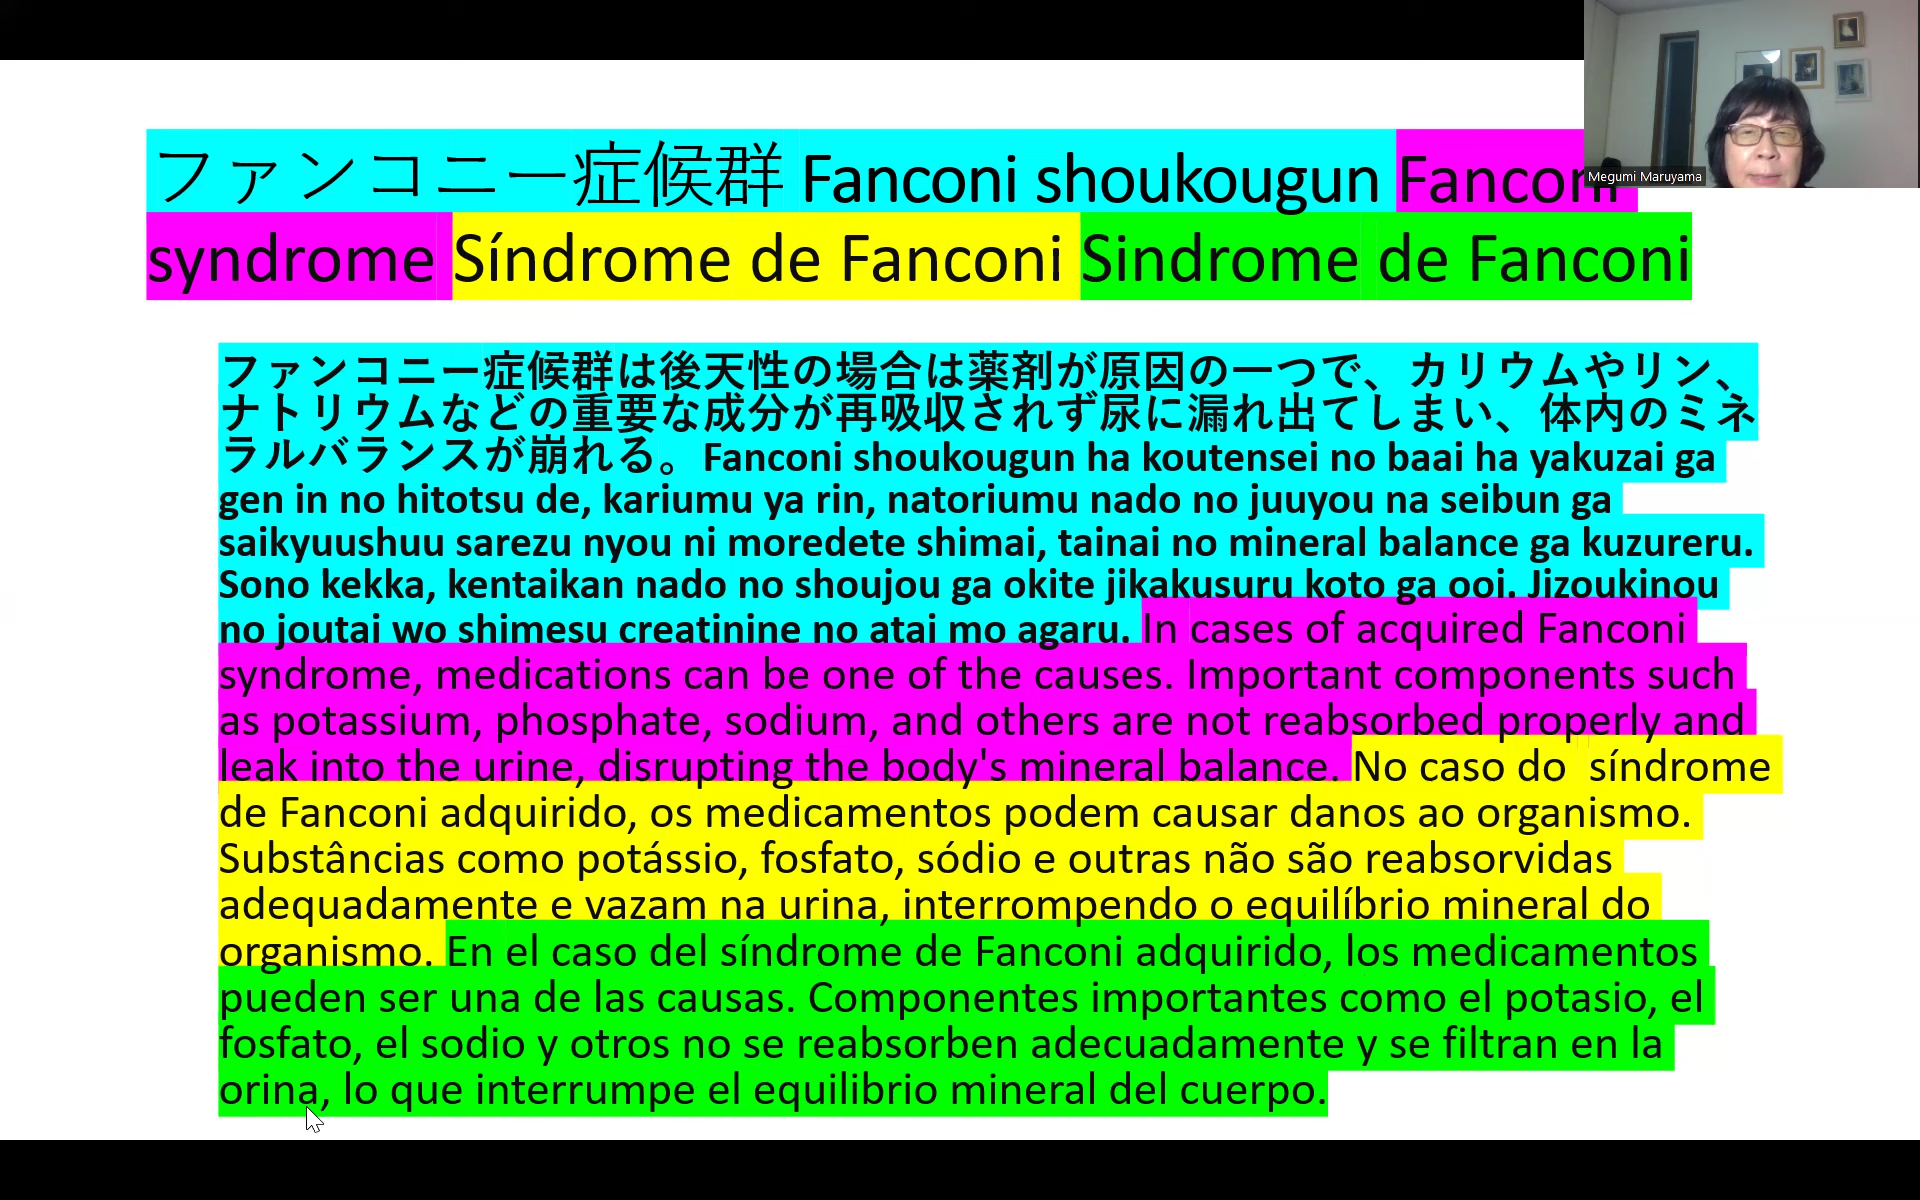 ファンコニー症候群 Fanconi shoukougun Fanconi
syndrome Síndrome de Fanconi Sindrome de Fanconi
Megumi Maruyama
ファンコニー症候群は後天性の場合は薬剤が原因の一つで、カリウムやリン、
ナトリウムなどの重要な成分が再吸収されず尿に漏れ出てしまい、体内のミネ
ラルバランスが崩れる。Fanconi shoukougun ha koutensei no baai ha yakuzai ga
gen in no hitotsu de, kariumu ya rin, natoriumu nado no juuyou na seibun ga
saikyuushuu sarezu nyou ni moredete shimai, tainai no mineral balance ga kuzureru.
Sono kekka, kentaikan nado no shoujou ga okite jikakusuru koto ga ooi. Jizoukinou
no joutai wo shimesu creatinine no atai mo agaru. In cases of acquired Fanconi
syndrome, medications can be one of the causes. Important components such
as potassium, phosphate, sodium, and others are not reabsorbed properly and
leak into the urine, disrupting the body's mineral balance. No caso do síndrome
de Fanconi adquirido, os medicamentos podem causar danos ao organismo.
Substâncias como potássio, fosfato, sódio e outras não são reabsorvidas
adequadamente e vazam na urina, interrompendo o equilíbrio mineral do
organismo. En el caso del síndrome de Fanconi adquirido, los medicamentos
pueden ser una de las causas. Componentes importantes como el potasio, el
fosfato, el sodio y otros no se reabsorben adecuadamente y se filtran en la
orina, lo que interrumpe el equilibrio mineral del cuerpo.